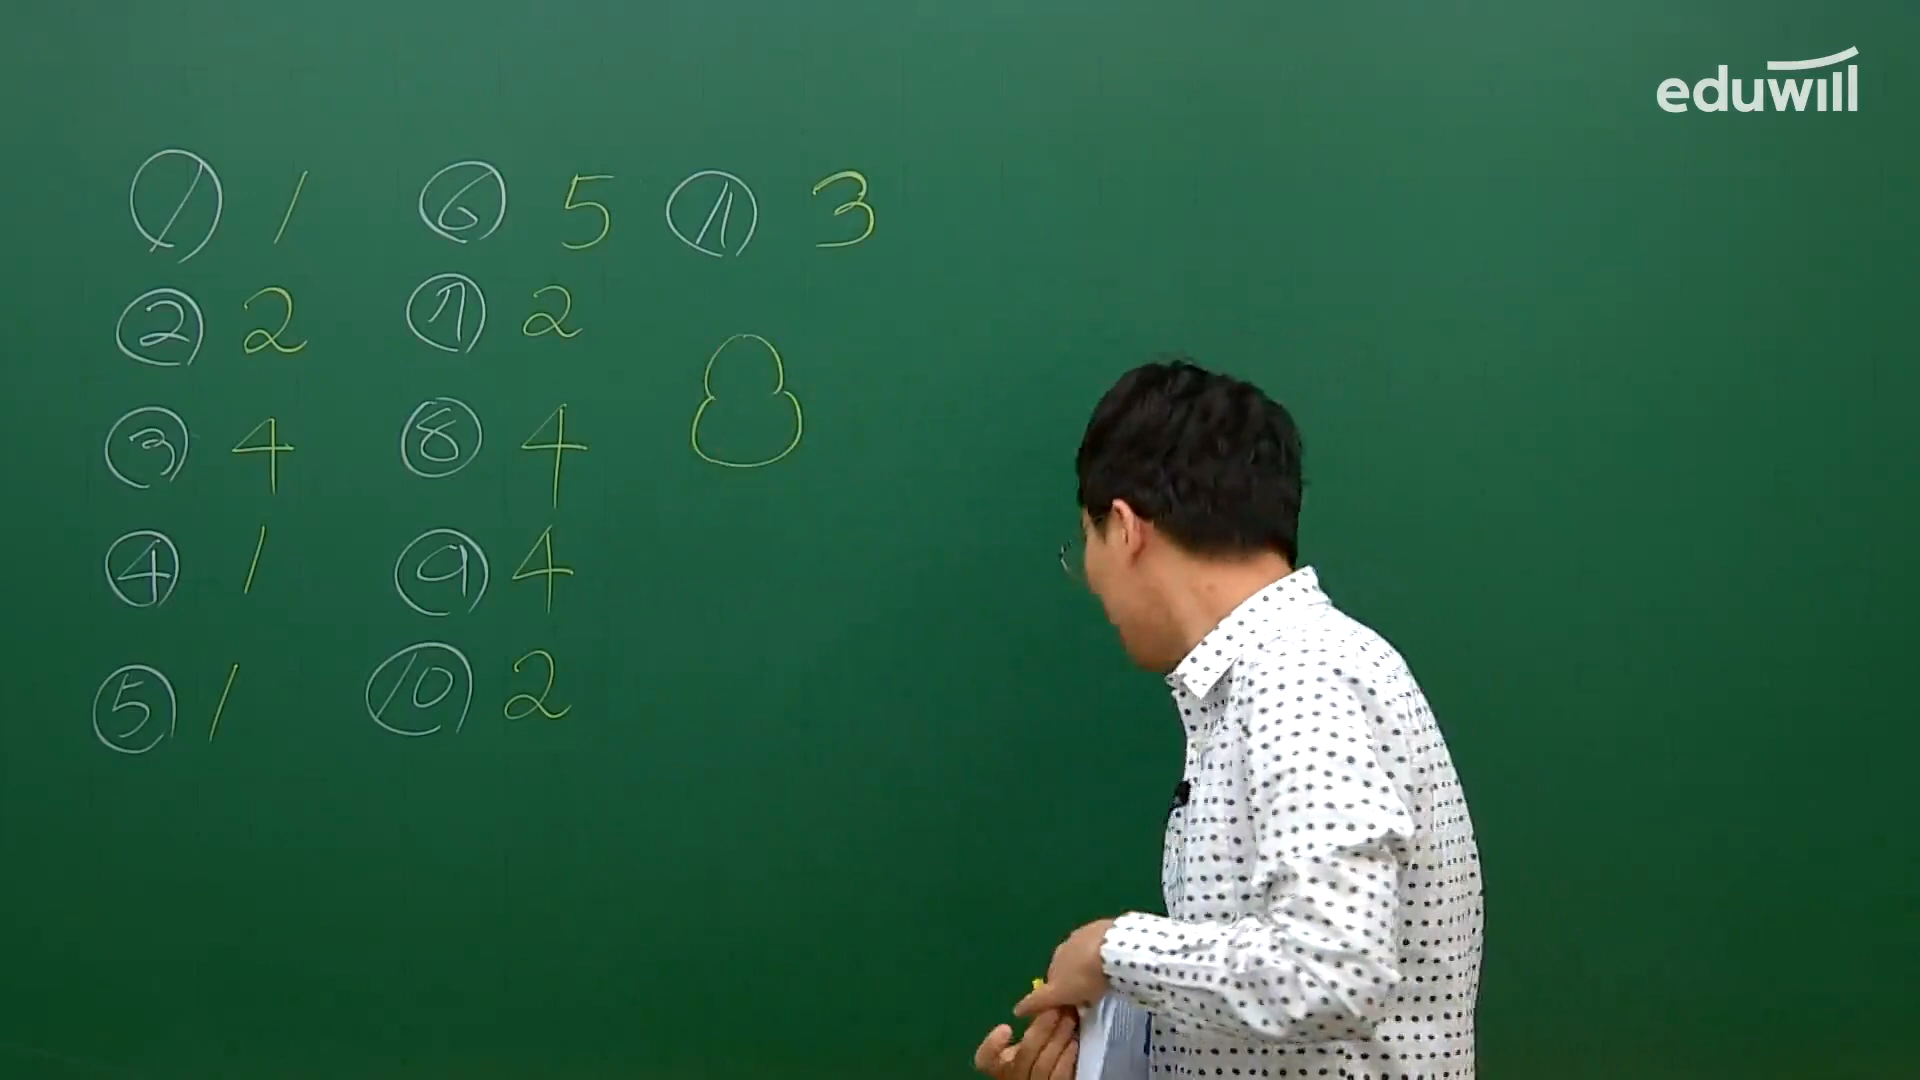 eduwill
① 1 ⑥ 5 ⑪ 3
② 2 ⑦ 2
③ 4 ⑧ 4
④ 1 ⑨ 4
⑤ 1 ⑩ 2